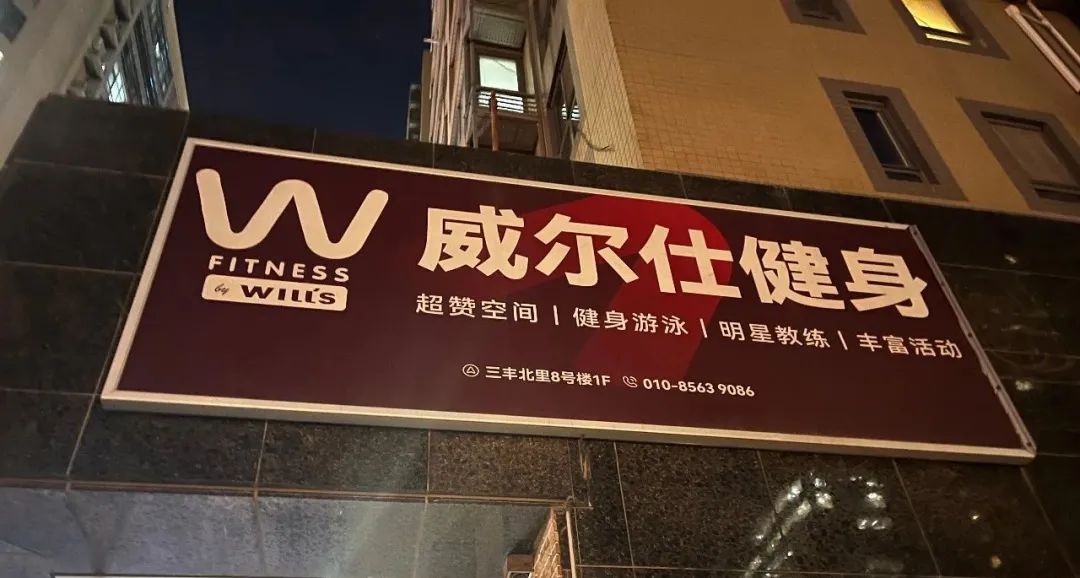 W
FITNESS
by WILL'S
威尔仕健身
超赞空间 | 健身游泳 | 明星教练 | 丰富活动
三丰北里8号楼1F 010-8563 9086